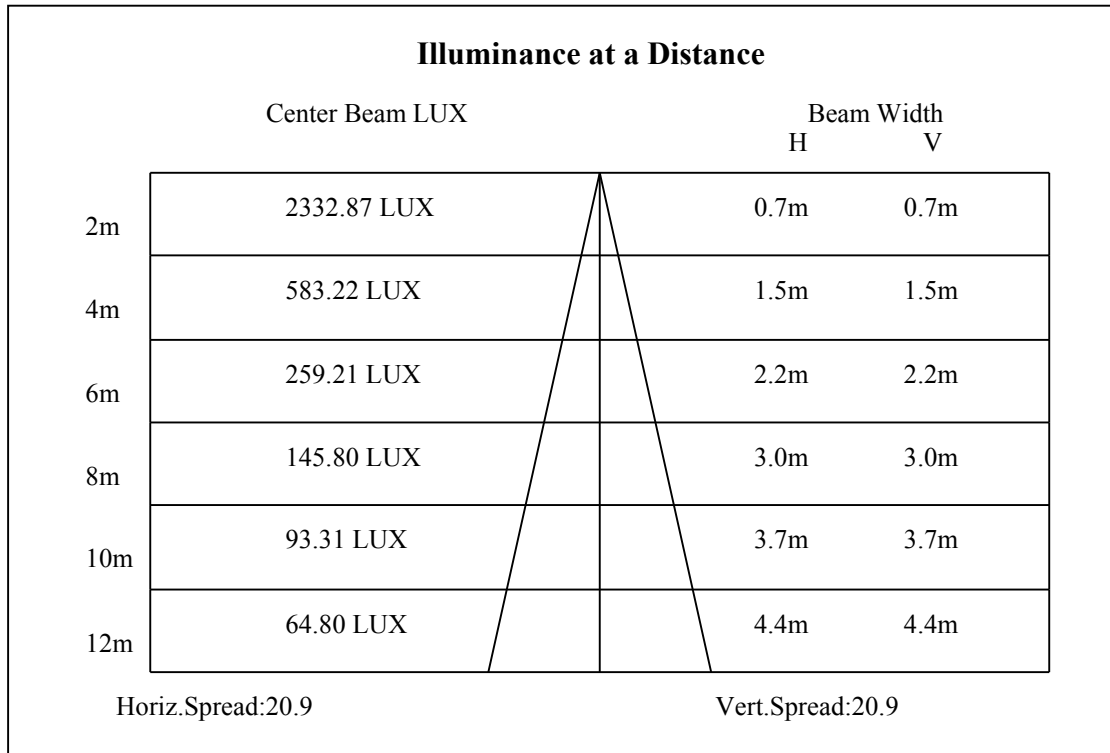 Illuminance at a Distance
Center Beam LUX Beam Width
H V
2m 2332.87 LUX 0.7m 0.7m
4m 583.22 LUX 1.5m 1.5m
6m 259.21 LUX 2.2m 2.2m
8m 145.80 LUX 3.0m 3.0m
10m 93.31 LUX 3.7m 3.7m
12m 64.80 LUX 4.4m 4.4m
Horiz.Spread:20.9 Vert.Spread:20.9